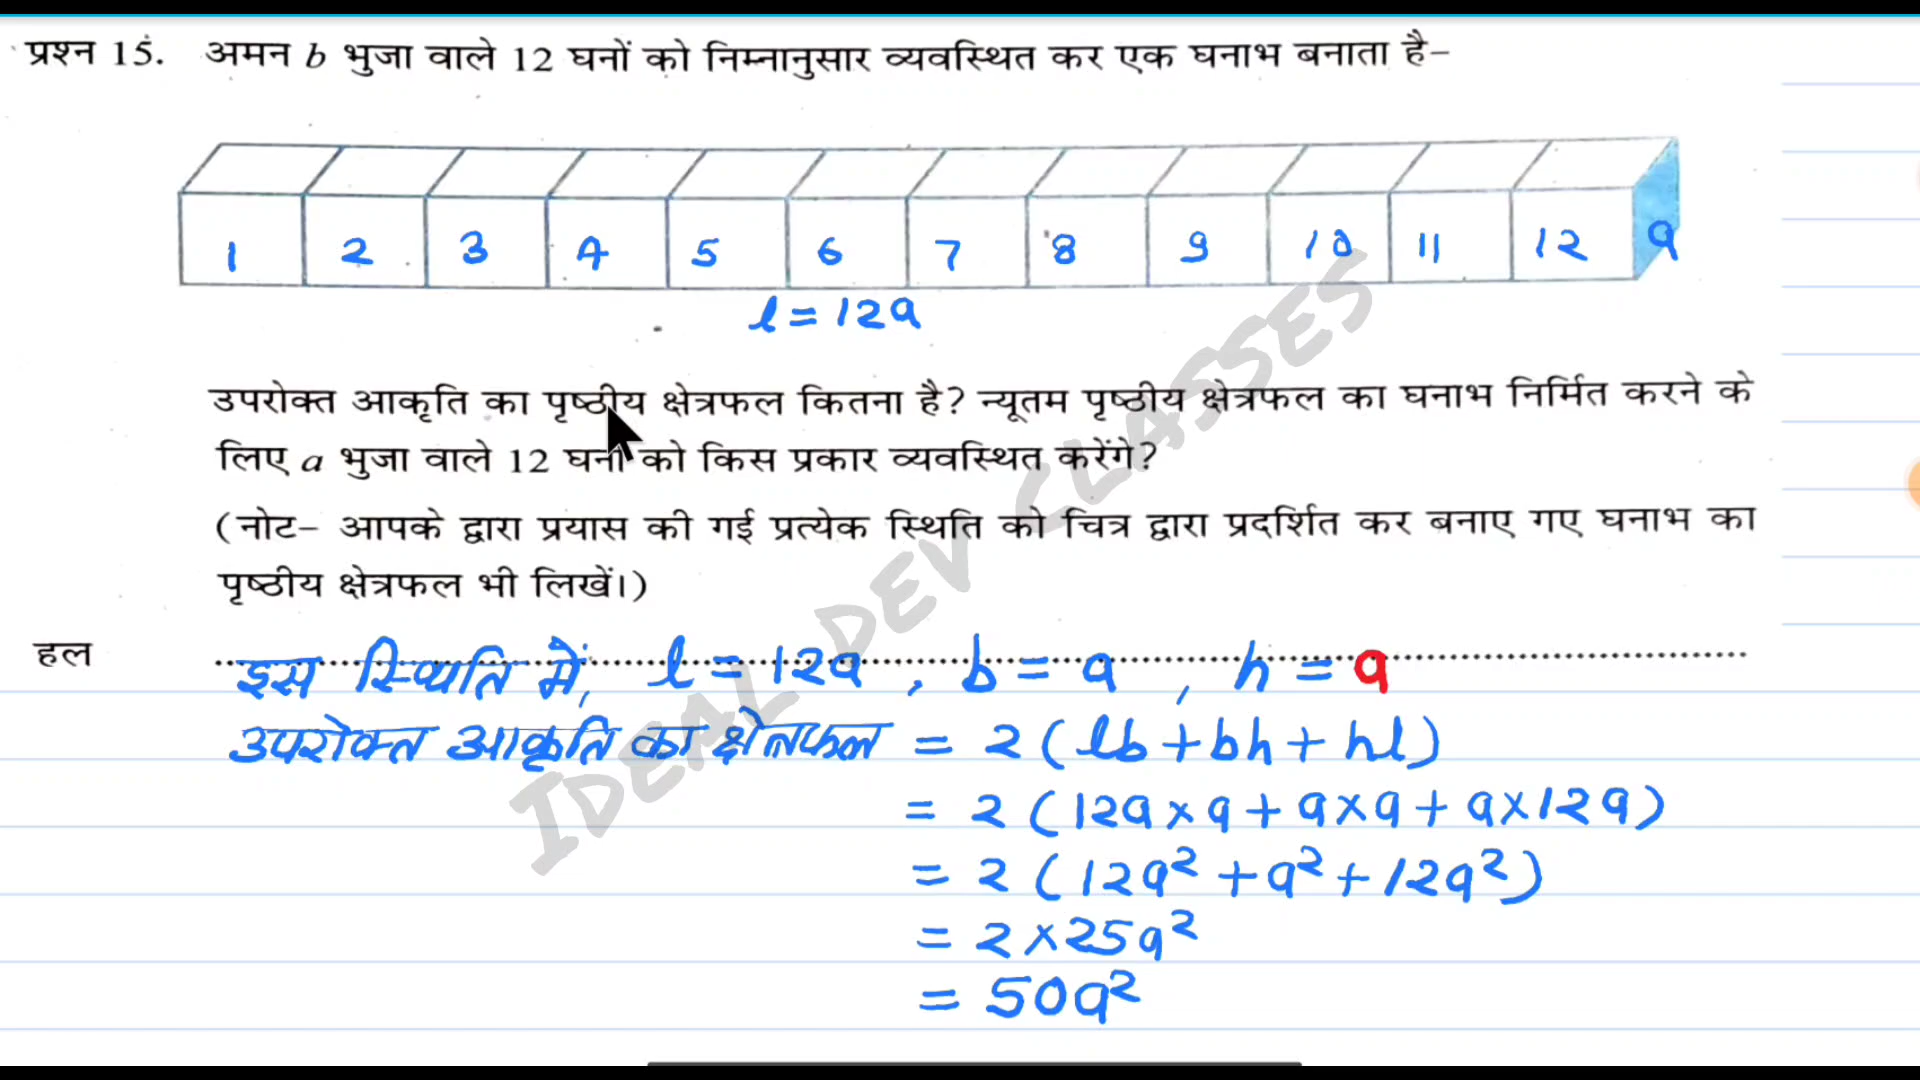 प्रश्न 15. अमन b भुजा वाले 12 घनों को निम्नानुसार व्यवस्थित कर एक घनाभ बनाता है–
1 2 3 4 5 6 7 8 9 10 11 12 a
l = 12a
उपरोक्त आकृति का पृष्ठीय क्षेत्रफल कितना है? न्यूतम पृष्ठीय क्षेत्रफल का घनाभ निर्मित करने के
लिए a भुजा वाले 12 घनों को किस प्रकार व्यवस्थित करेंगे?
(नोट– आपके द्वारा प्रयास की गई प्रत्येक स्थिति को चित्र द्वारा प्रदर्शित कर बनाए गए घनाभ का
पृष्ठीय क्षेत्रफल भी लिखें।)
हल इस स्थिति में, l = 12a, b = a, h = a
उपरोक्त आकृति का क्षेत्रफल = 2 (lb + bh + hl)
= 2 (12a × a + a × a + a × 12a)
= 2 (12a² + a² + 12a²)
= 2 × 25a²
= 50a²
IDEAL DEV CLASSES